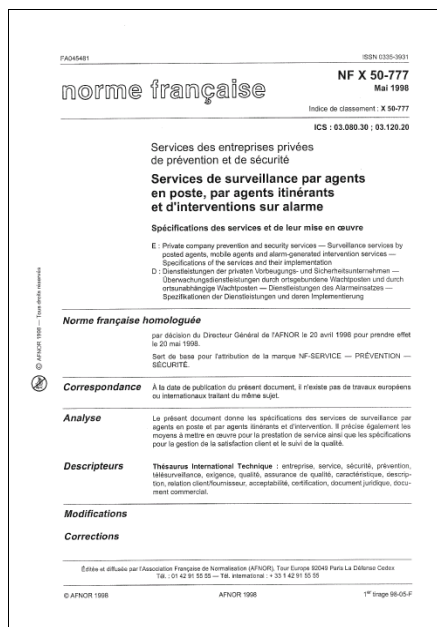 FA045481
ISSN 0335-3931
norme française
NF X 50-777
Mai 1998
Indice de classement : X 50-777
ICS : 03.080.30 ; 03.120.20
Services des entreprises privées
de prévention et de sécurité
Services de surveillance par agents
en poste, par agents itinérants
et d'interventions sur alarme
Spécifications des services et de leur mise en œuvre
E : Private company prevention and security services — Surveillance services by
posted agents, mobile agents and alarm-generated intervention services —
Specifications of the services and their implementation
D : Dienstleistungen der privaten Vorbeugungs- und Sicherheitsunternehmen —
Überwachungsdienstleistungen durch ortsgebundene Wachtposten und durch
ortsunabhängige Wachtposten — Dienstleistungen des Alarmeinsatzes —
Spezifikationen der Dienstleistungen und deren Implementierung
© AFNOR 1998 — Tous droits réservés
Norme française homologuée
par décision du Directeur Général de l'AFNOR le 20 avril 1998 pour prendre effet
le 20 mai 1998.
Sert de base pour l'attribution de la marque NF-SERVICE — PRÉVENTION —
SÉCURITÉ.
Correspondance
À la date de publication du présent document, il n'existe pas de travaux européens
ou internationaux traitant du même sujet.
Analyse
Le présent document donne les spécifications des services de surveillance par
agents en poste et par agents itinérants et d'intervention. Il précise également les
moyens à mettre en œuvre pour la prestation de service ainsi que les spécifications
pour la gestion de la satisfaction client et le suivi de la qualité.
Descripteurs
Thésaurus International Technique : entreprise, service, sécurité, prévention,
télésurveillance, exigence, qualité, assurance de qualité, caractéristique, descrip-
tion, relation client/fournisseur, acceptabilité, certification, document juridique, docu-
ment commercial.
Modifications
Corrections
Éditée et diffusée par l'Association Française de Normalisation (AFNOR), Tour Europe 92049 Paris La Défense Cedex
Tél. : 01 42 91 55 55 — Tél. international : + 33 1 42 91 55 55
© AFNOR 1998
AFNOR 1998
1er tirage 98-05-F